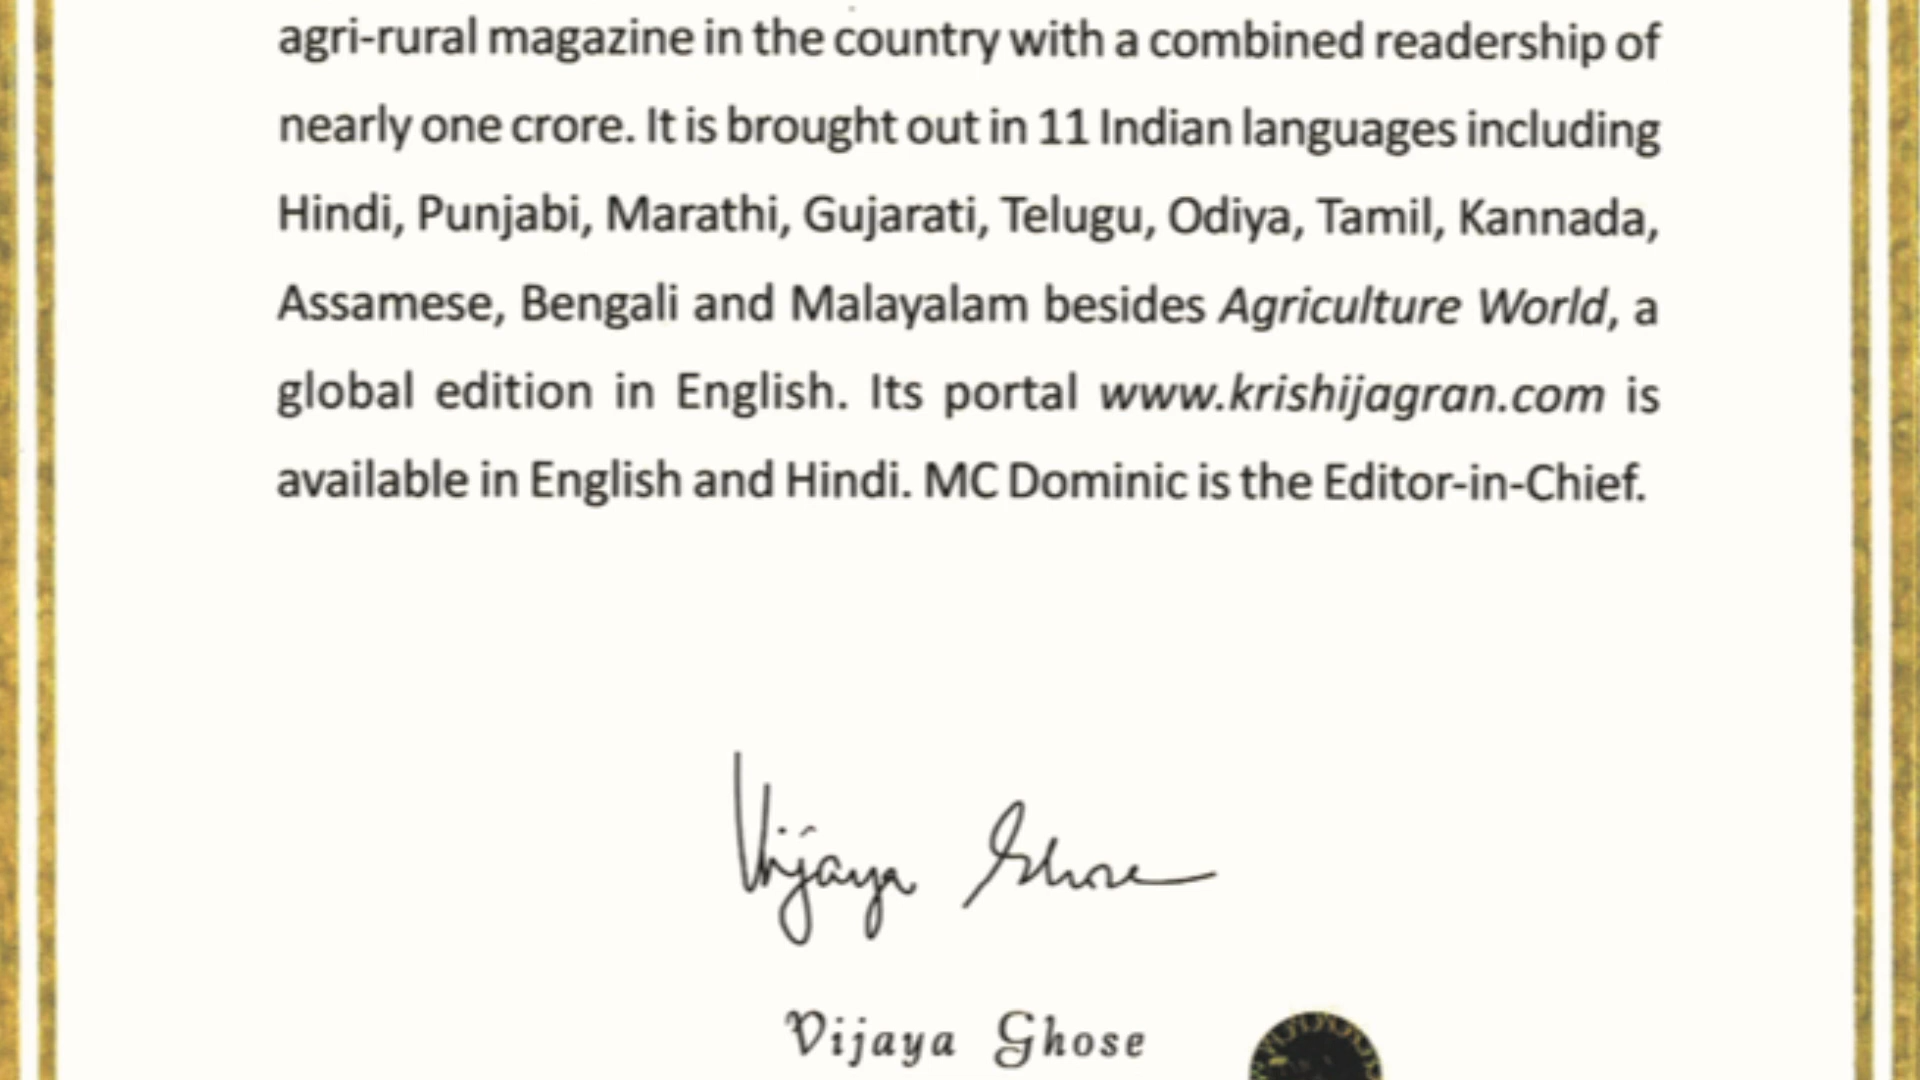 agri-rural magazine in the country with a combined readership of
nearly one crore. It is brought out in 11 Indian languages including
Hindi, Punjabi, Marathi, Gujarati, Telugu, Odiya, Tamil, Kannada,
Assamese, Bengali and Malayalam besides Agriculture World, a
global edition in English. Its portal www.krishijagran.com is
available in English and Hindi. MC Dominic is the Editor-in-Chief.
Vijaya Ghose
Vijaya Ghose